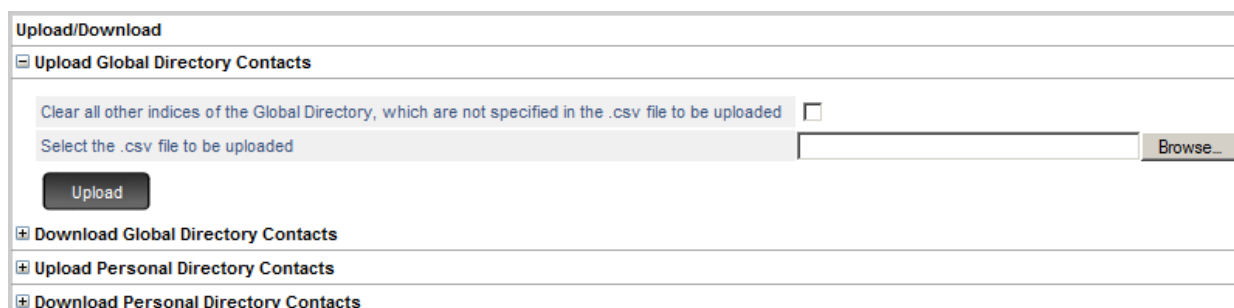 Upload/Download
Upload Global Directory Contacts
Clear all other indices of the Global Directory, which are not specified in the .csv file to be uploaded
Select the .csv file to be uploaded
Browse...
Upload
Download Global Directory Contacts
Upload Personal Directory Contacts
Download Personal Directory Contacts